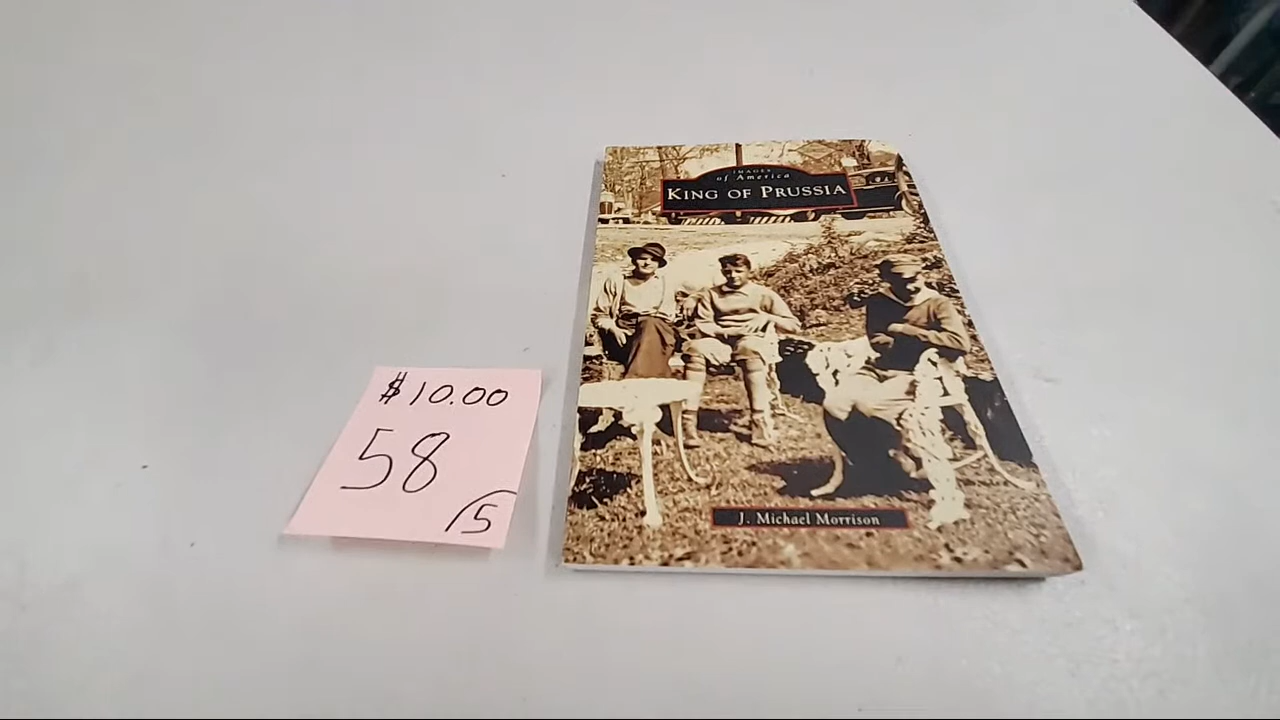 IMAGES
of America
KING OF PRUSSIA
J. Michael Morrison
$10.00
58
/5